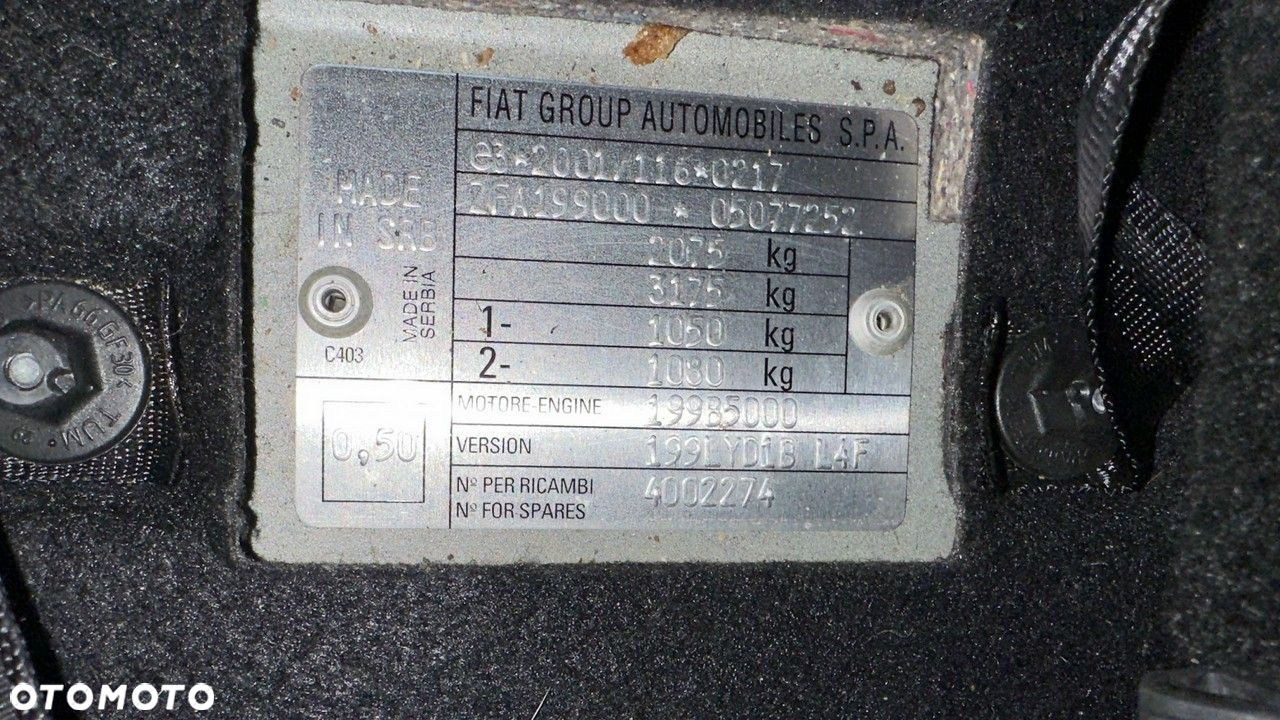 FIAT GROUP AUTOMOBILES S.P.A.
e3*2001/116*0217
ZFA199000 * 05077252
MADE
IN SRB
MADE IN
SERBIA
C403
2075 kg
3175 kg
1- 1050 kg
2- 1080 kg
0,50
MOTORE-ENGINE 199B5000
VERSION 199LYD1B L4F
Nº PER RICAMBI
Nº FOR SPARES
4002274
>PA6GF30<
TUM
OTOMOTO